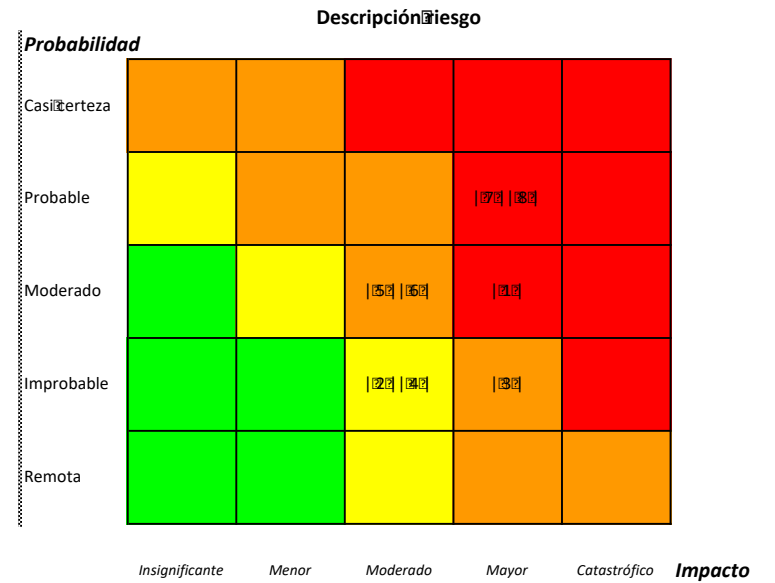 Descripción riesgo
Probabilidad
Casi certeza
Probable
| 7 | | 8 |
Moderado
| 5 | | 6 | | 1 |
Improbable
| 2 | | 4 | | 3 |
Remota
Insignificante Menor Moderado Mayor Catastrófico Impacto